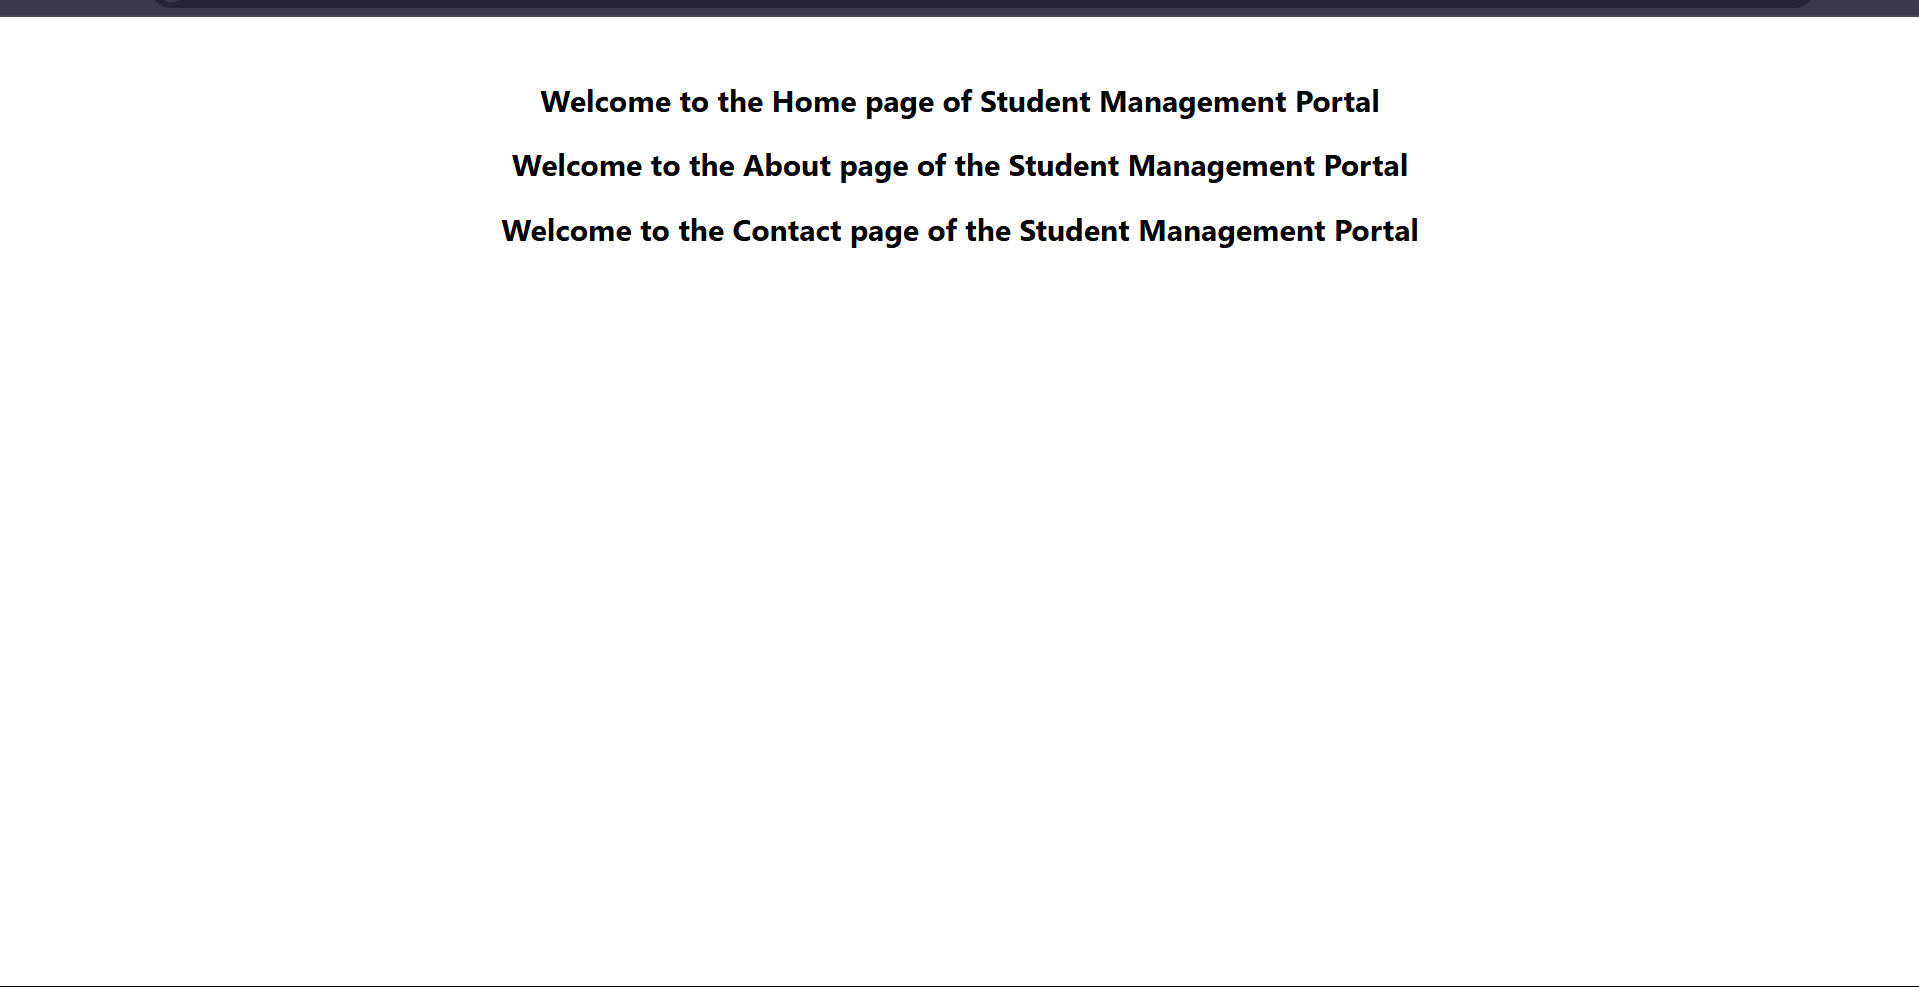 Welcome to the Home page of Student Management Portal
Welcome to the About page of the Student Management Portal
Welcome to the Contact page of the Student Management Portal